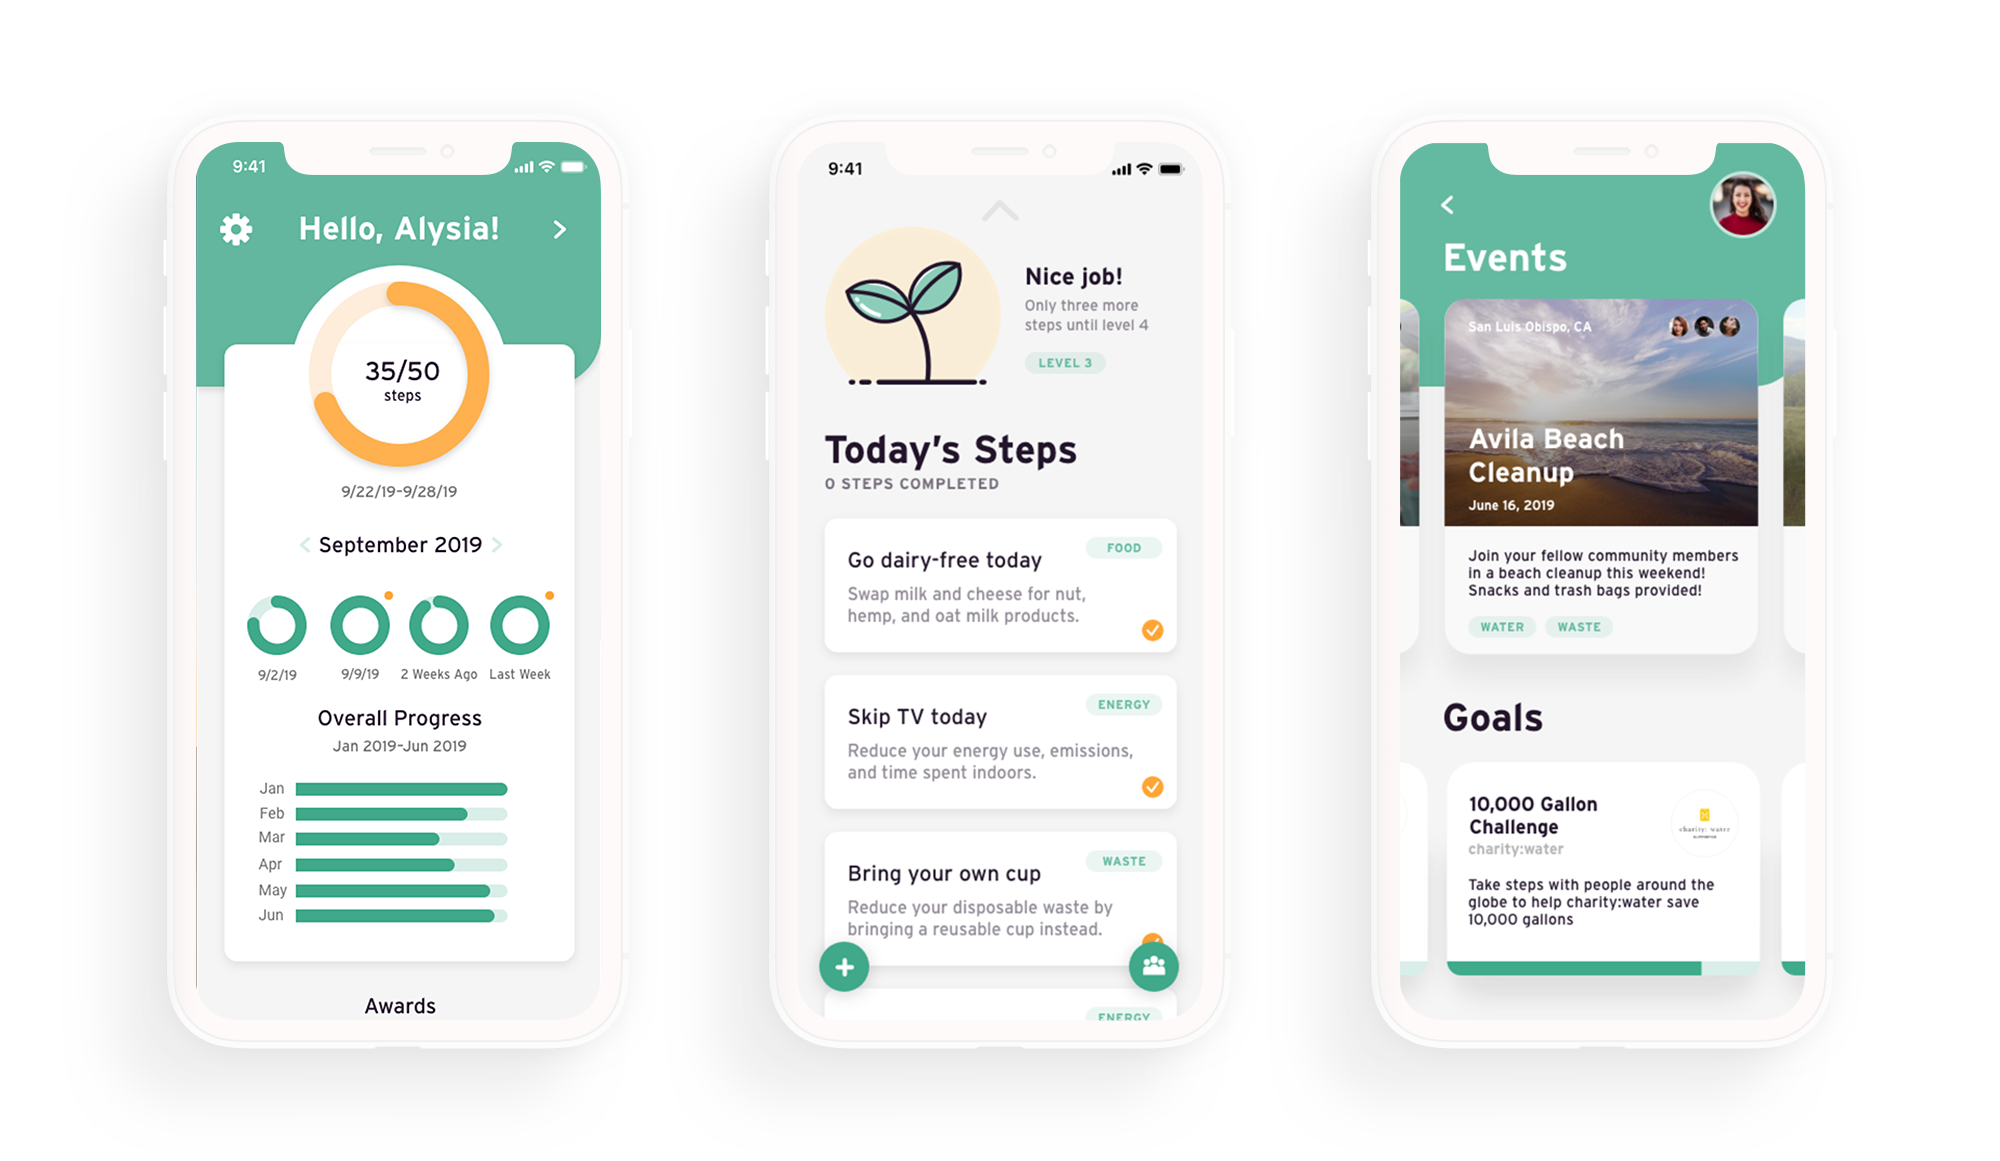 9:41
Hello, Alysia!
35/50
steps
9/22/19-9/28/19
September 2019
9/2/19
9/9/19
2 Weeks Ago
Last Week
Overall Progress
Jan 2019-Jun 2019
Jan
Feb
Mar
Apr
May
Jun
Awards
9:41
Nice job!
Only three more
steps until level 4
LEVEL 3
Today's Steps
0 STEPS COMPLETED
FOOD
Go dairy-free today
Swap milk and cheese for nut,
hemp, and oat milk products.
ENERGY
Skip TV today
Reduce your energy use, emissions,
and time spent indoors.
WASTE
Bring your own cup
Reduce your disposable waste by
bringing a reusable cup instead.
ENERGY
Events
San Luis Obispo, CA
Avila Beach
Cleanup
June 16, 2019
Join your fellow community members
in a beach cleanup this weekend!
Snacks and trash bags provided!
WATER
WASTE
Goals
10,000 Gallon
Challenge
charity:water
charity: water
Take steps with people around the
globe to help charity:water save
10,000 gallons